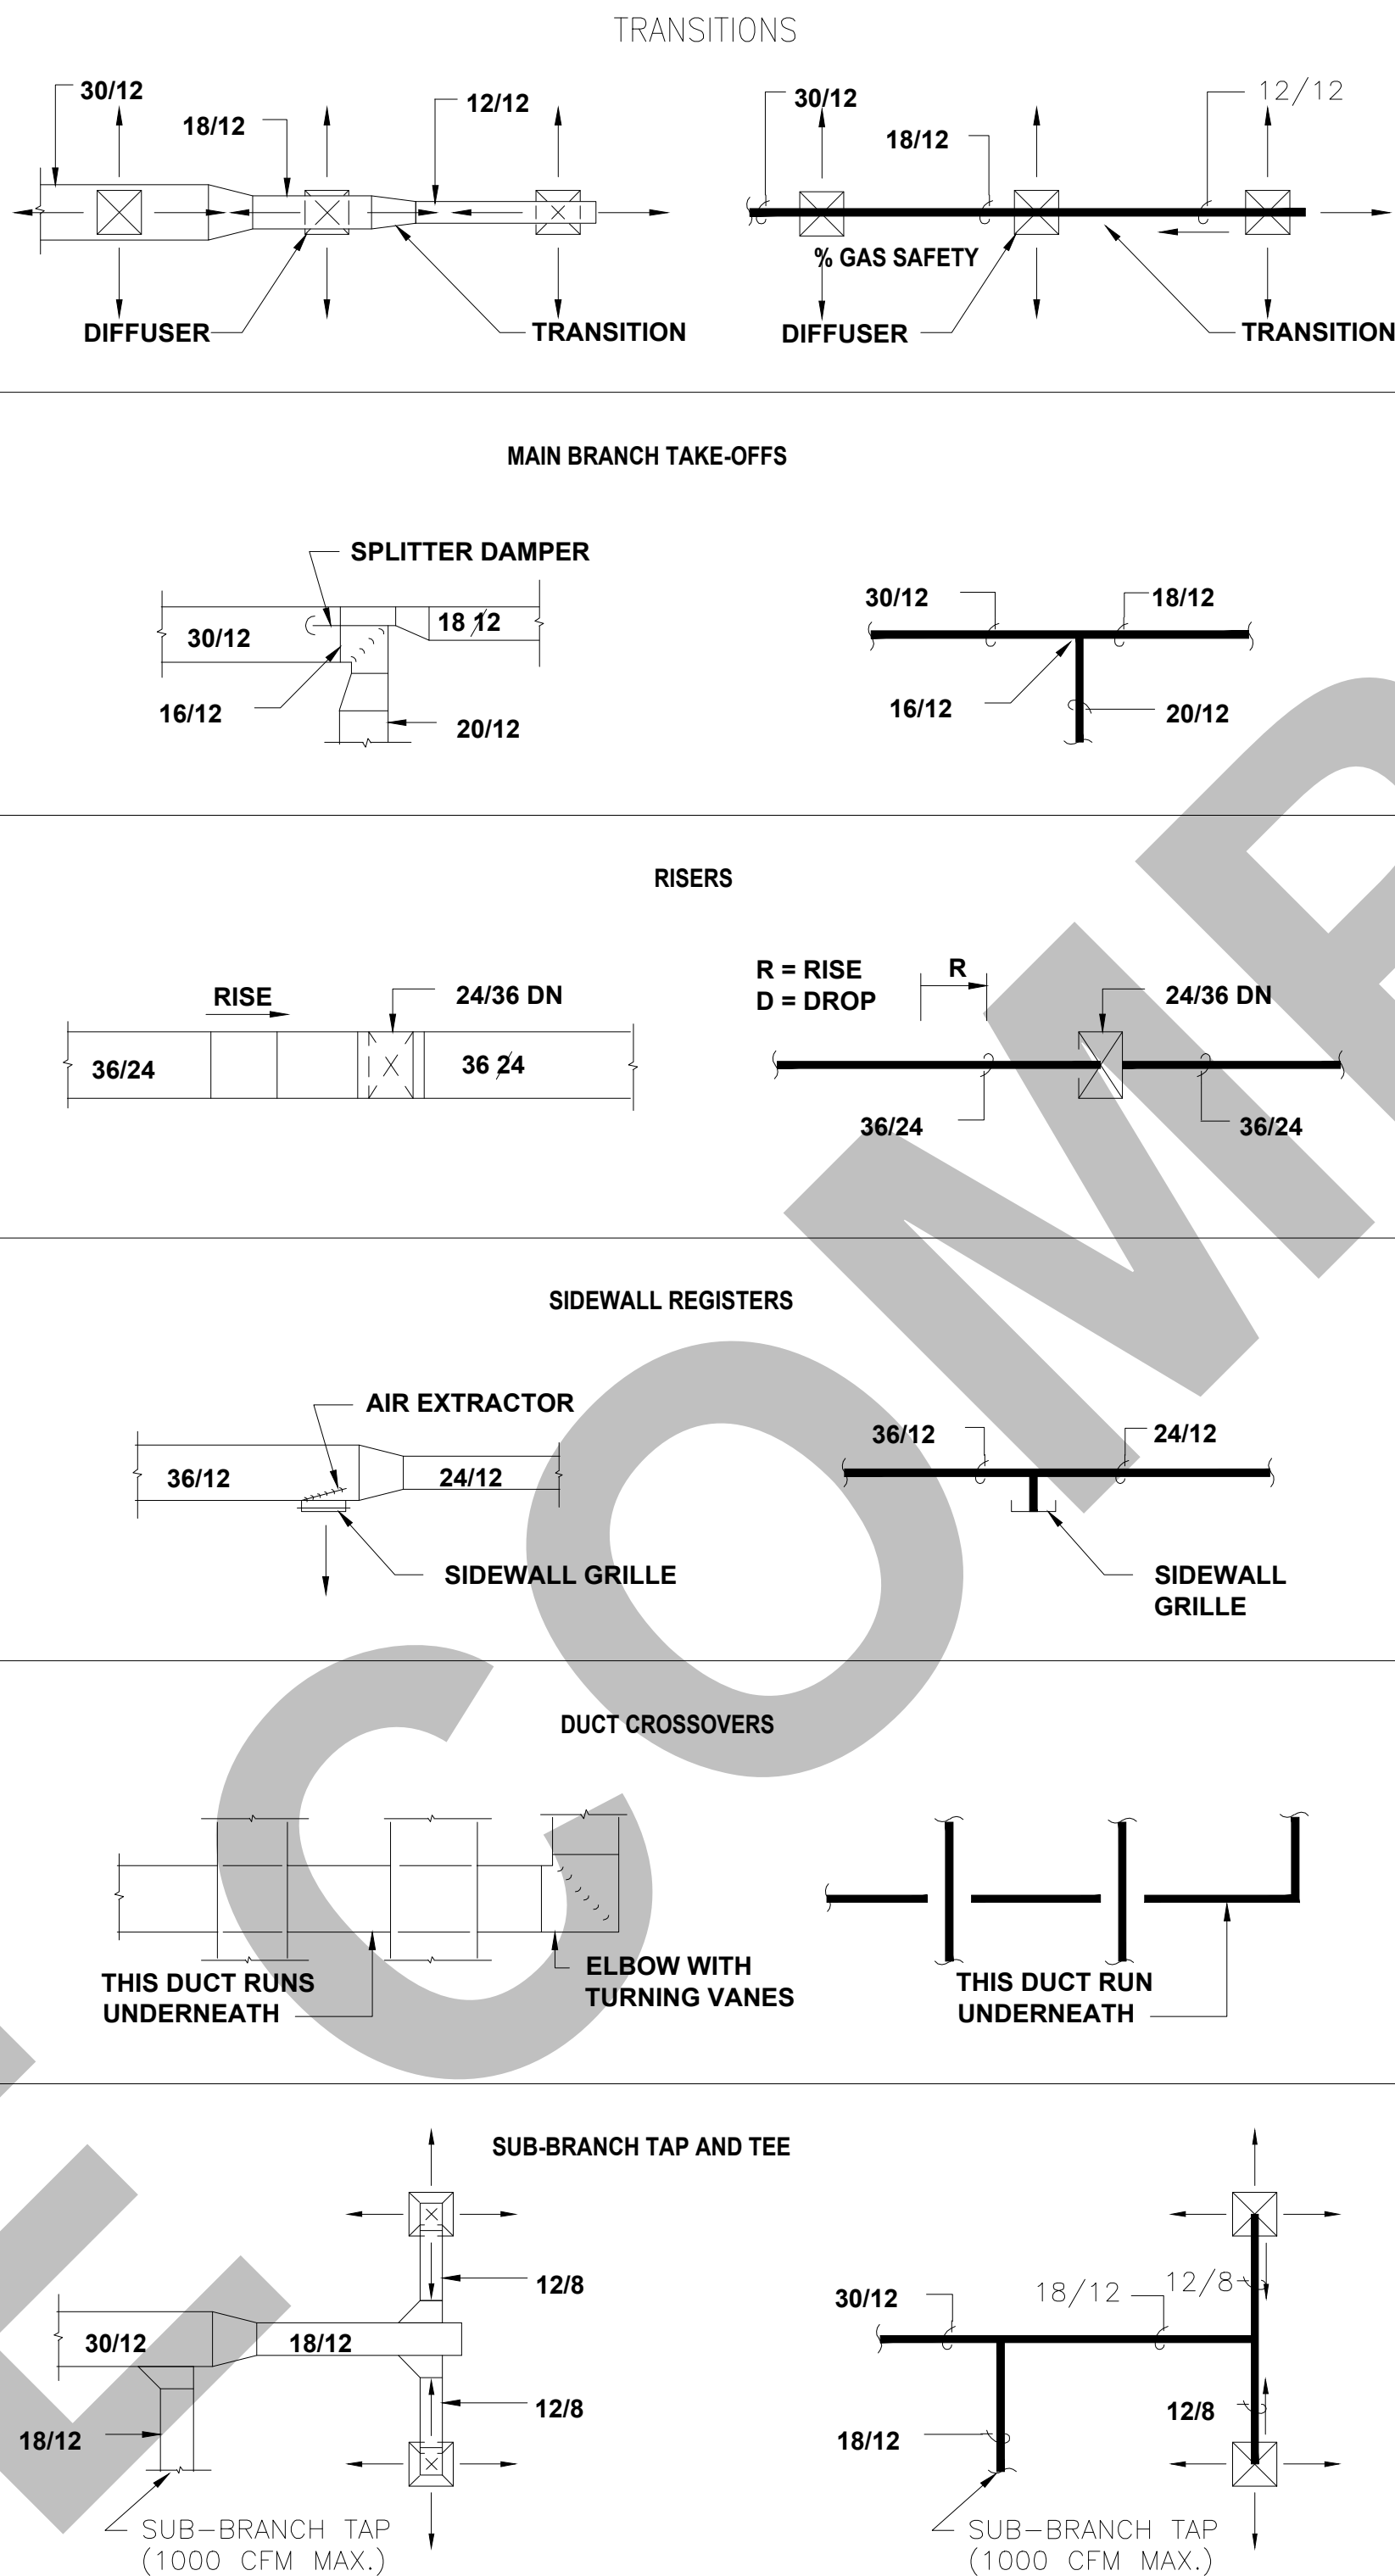 TRANSITIONS
30/12
18/12
12/12
DIFFUSER
TRANSITION
30/12
18/12
12/12
% GAS SAFETY
DIFFUSER
TRANSITION
MAIN BRANCH TAKE-OFFS
SPLITTER DAMPER
30/12
18 12
16/12
20/12
30/12
18/12
16/12
20/12
RISERS
RISE
24/36 DN
36/24
36 24
R = RISE
D = DROP
R
24/36 DN
36/24
36/24
SIDEWALL REGISTERS
AIR EXTRACTOR
36/12
24/12
SIDEWALL GRILLE
36/12
24/12
SIDEWALL
GRILLE
DUCT CROSSOVERS
THIS DUCT RUNS
UNDERNEATH
ELBOW WITH
TURNING VANES
THIS DUCT RUN
UNDERNEATH
SUB-BRANCH TAP AND TEE
12/8
30/12
18/12
12/8
18/12
SUB-BRANCH TAP
(1000 CFM MAX.)
30/12
18/12
12/8
12/8
18/12
SUB-BRANCH TAP
(1000 CFM MAX.)